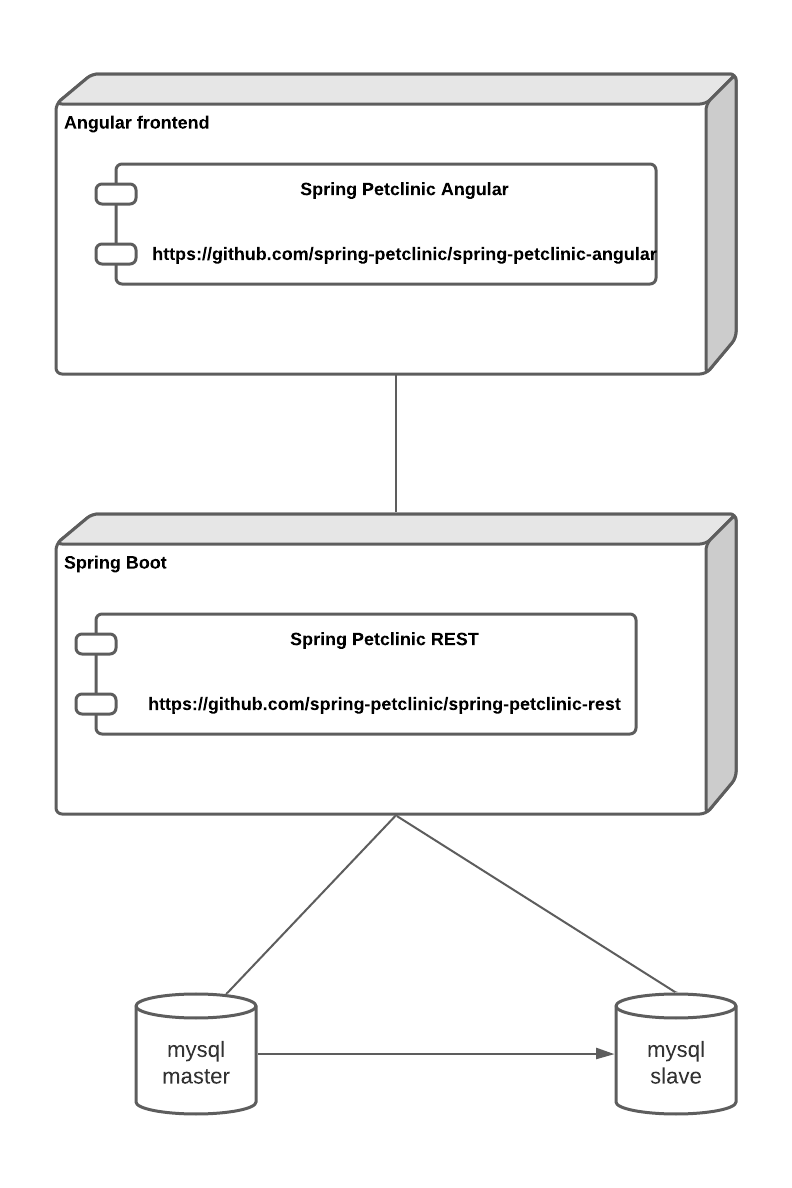 Angular frontend
Spring Petclinic Angular
https://github.com/spring-petclinic/spring-petclinic-angular
Spring Boot
Spring Petclinic REST
https://github.com/spring-petclinic/spring-petclinic-rest
mysql
master
mysql
slave